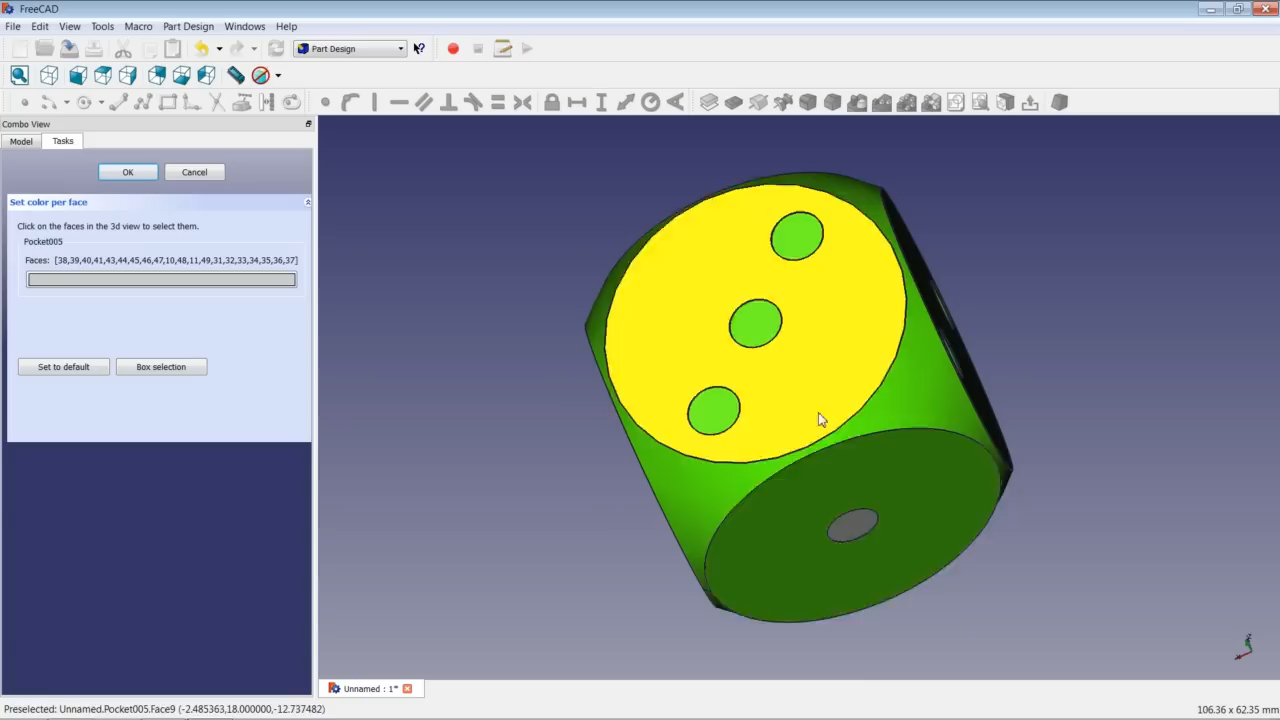 FreeCAD
File Edit View Tools Macro Part Design Windows Help
Part Design
Combo View
Model Tasks
OK Cancel
Set color per face
Click on the faces in the 3d view to select them.
Pocket005
Faces: [38,39,40,41,43,44,45,46,47,10,48,11,49,31,32,33,34,35,36,37]
Set to default Box selection
Unnamed : 1*
Preselected: Unnamed.Pocket005.Face9 (-2.485363,18.000000,-12.737482) 106.36 x 62.35 mm